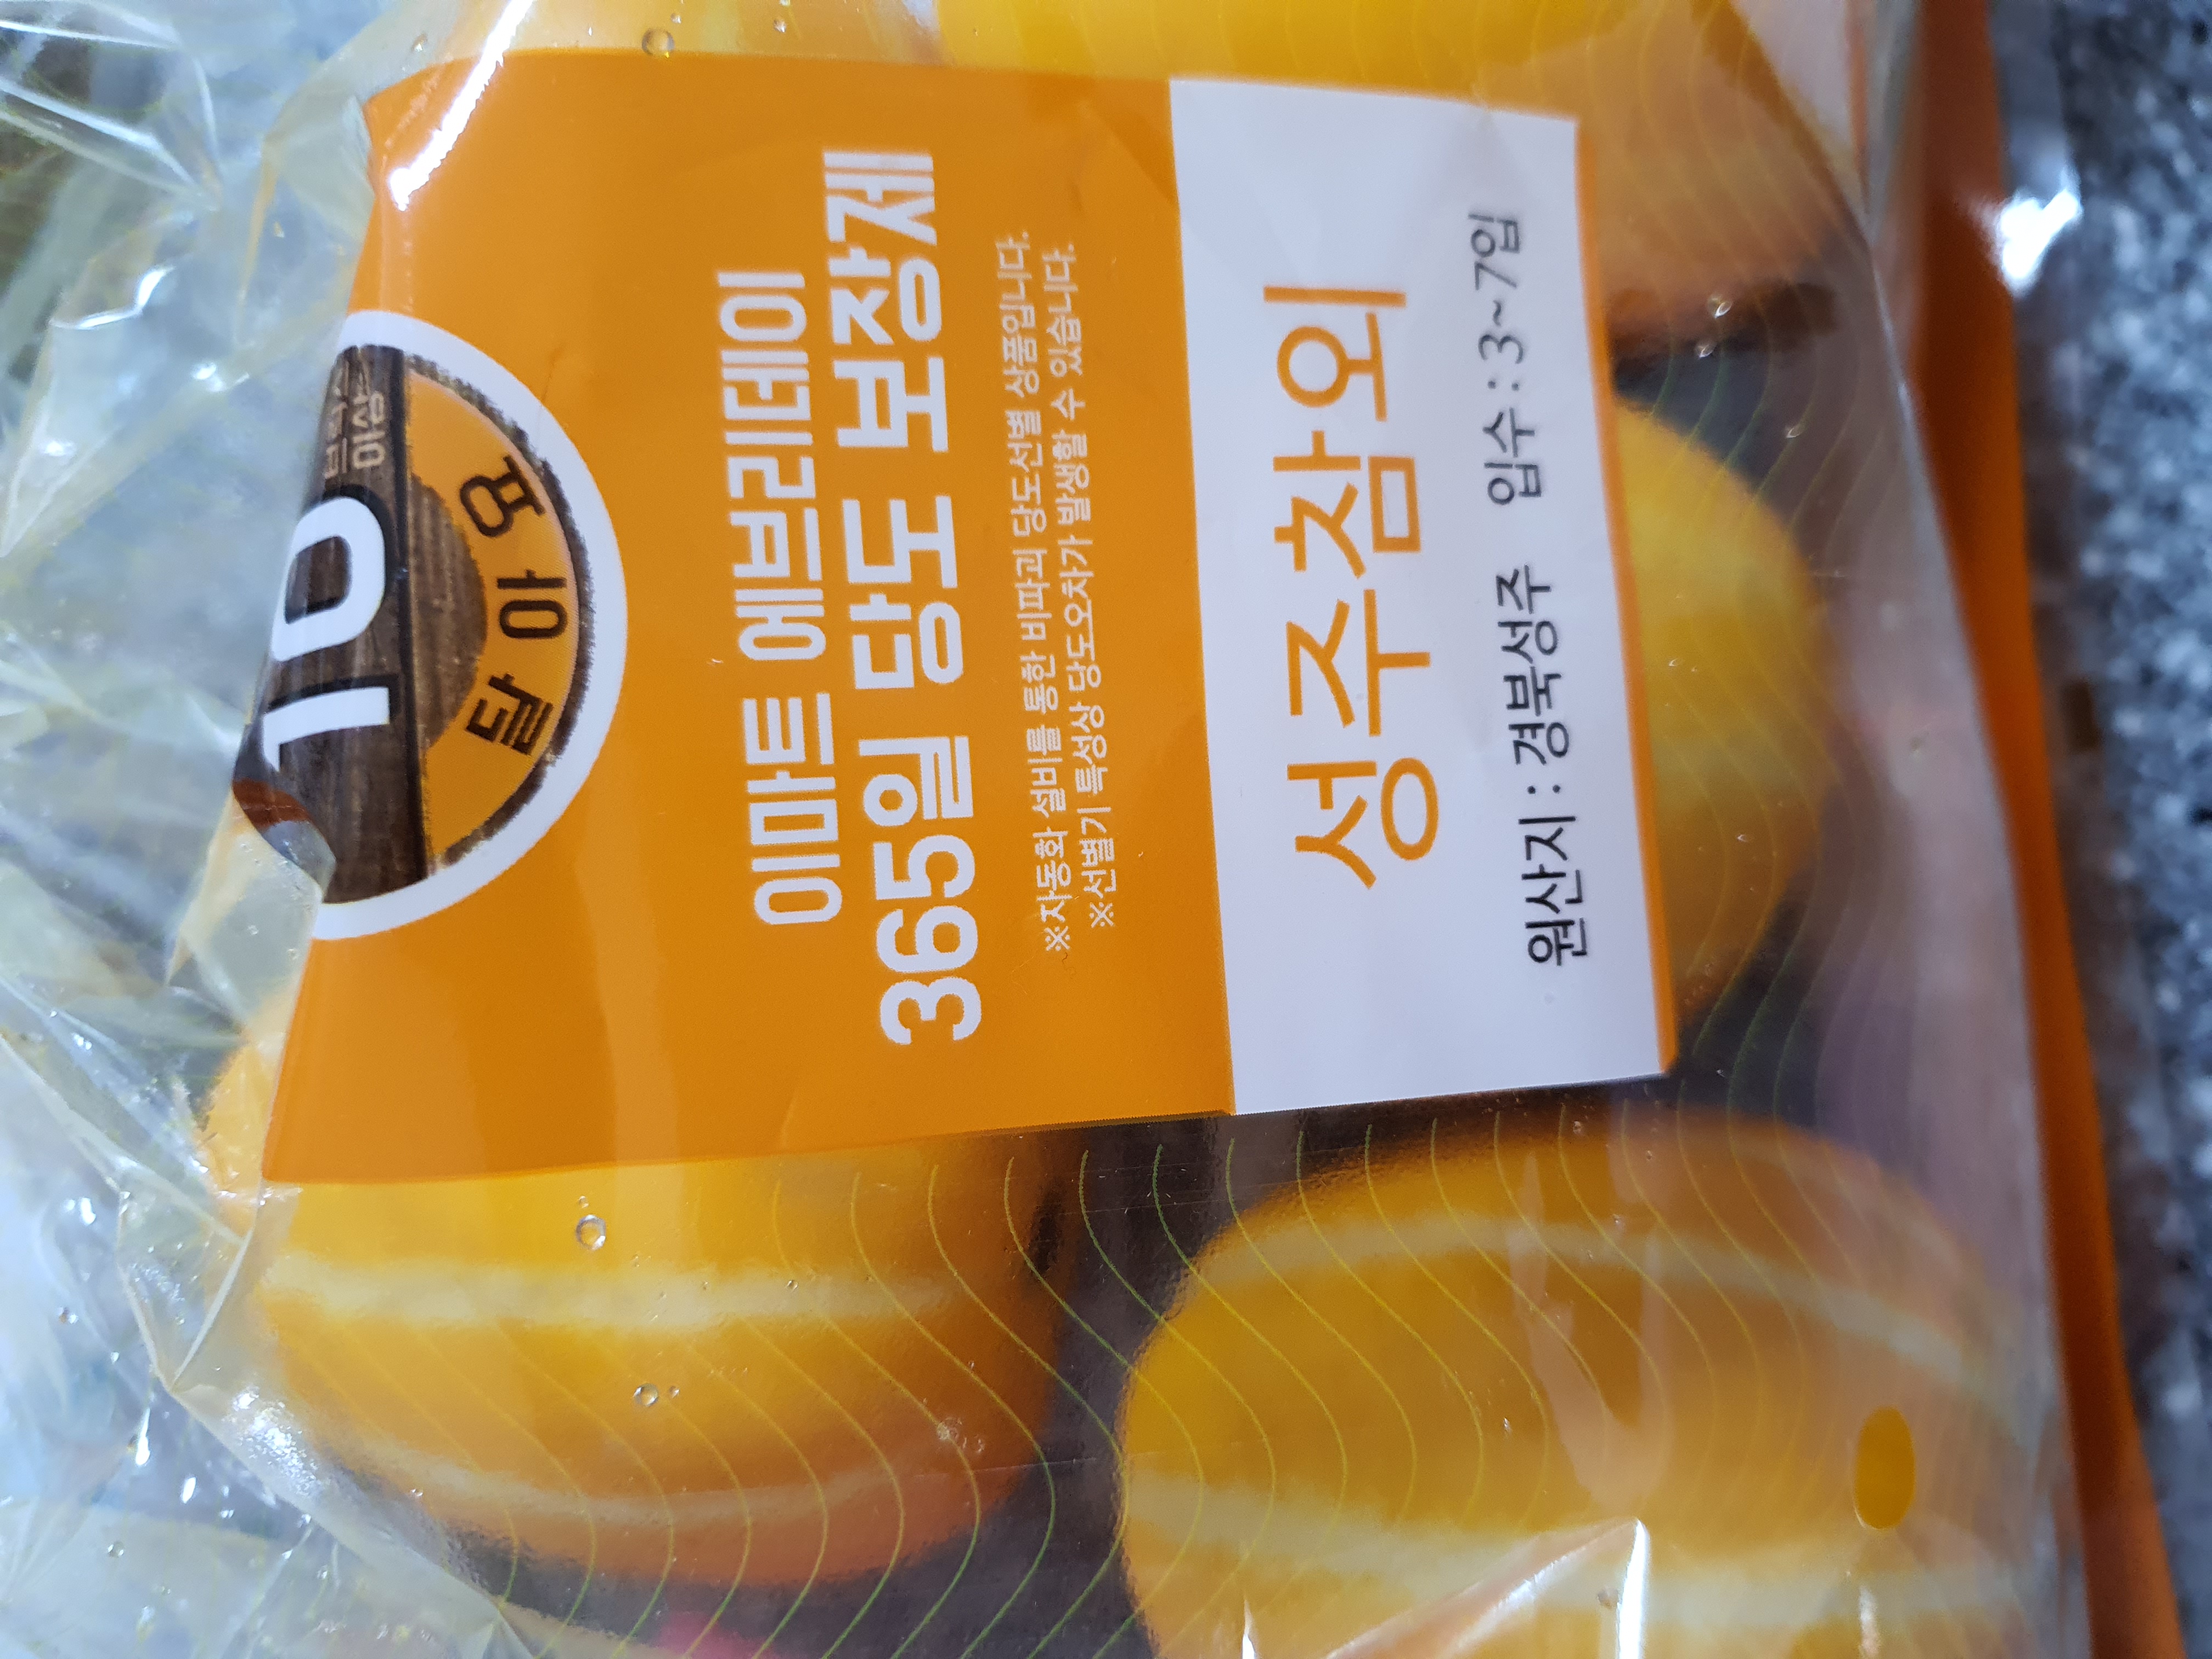 10 브릭스
이상
달아요
이마트 에브리데이
365일 당도 보장제
※자동화 설비를 통한 비파괴 당도선별 상품입니다.
※선별기 특성상 당도오차가 발생할 수 있습니다.
성주참외
원산지 : 경북성주 입수 : 3~7입